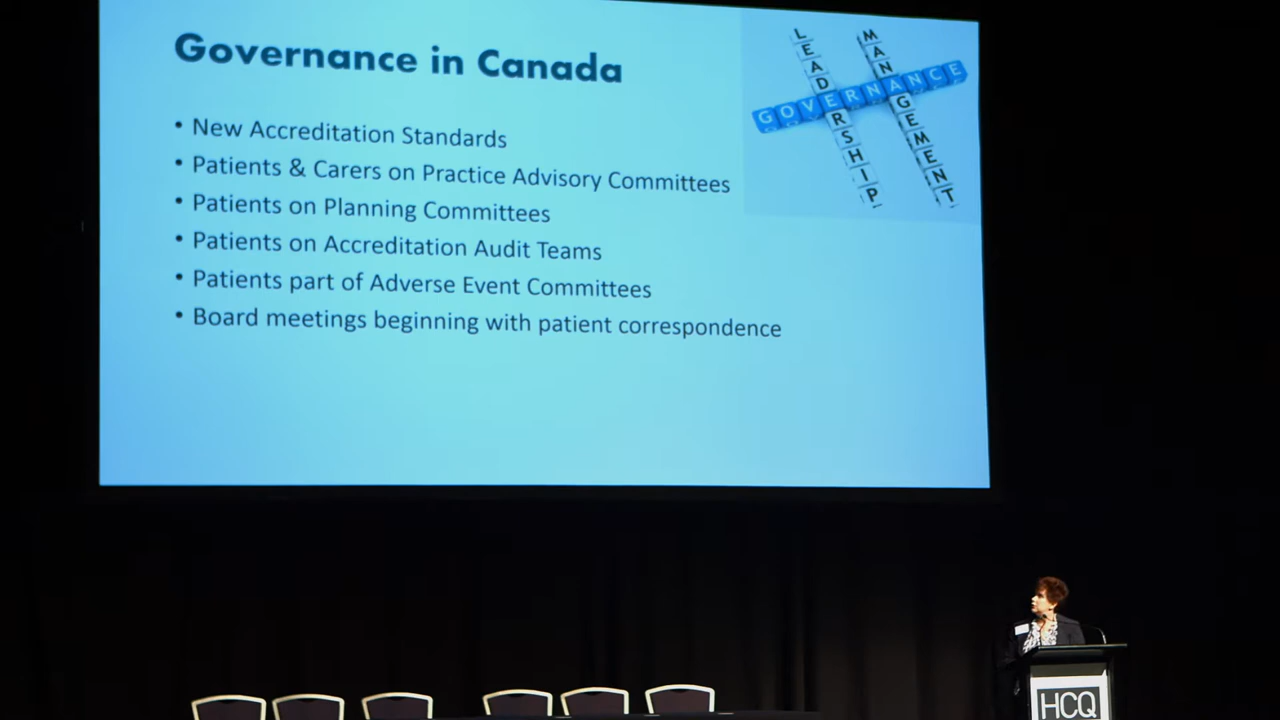 Governance in Canada
• New Accreditation Standards
• Patients & Carers on Practice Advisory Committees
• Patients on Planning Committees
• Patients on Accreditation Audit Teams
• Patients part of Adverse Event Committees
• Board meetings beginning with patient correspondence
LEADERSHIP
MANAGEMENT
GOVERNANCE
HCQ